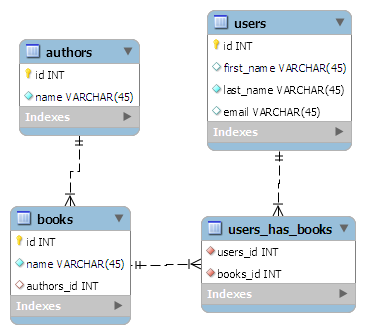 authors
id INT
name VARCHAR(45)
Indexes
users
id INT
first_name VARCHAR(45)
last_name VARCHAR(45)
email VARCHAR(45)
Indexes
books
id INT
name VARCHAR(45)
authors_id INT
Indexes
users_has_books
users_id INT
books_id INT
Indexes